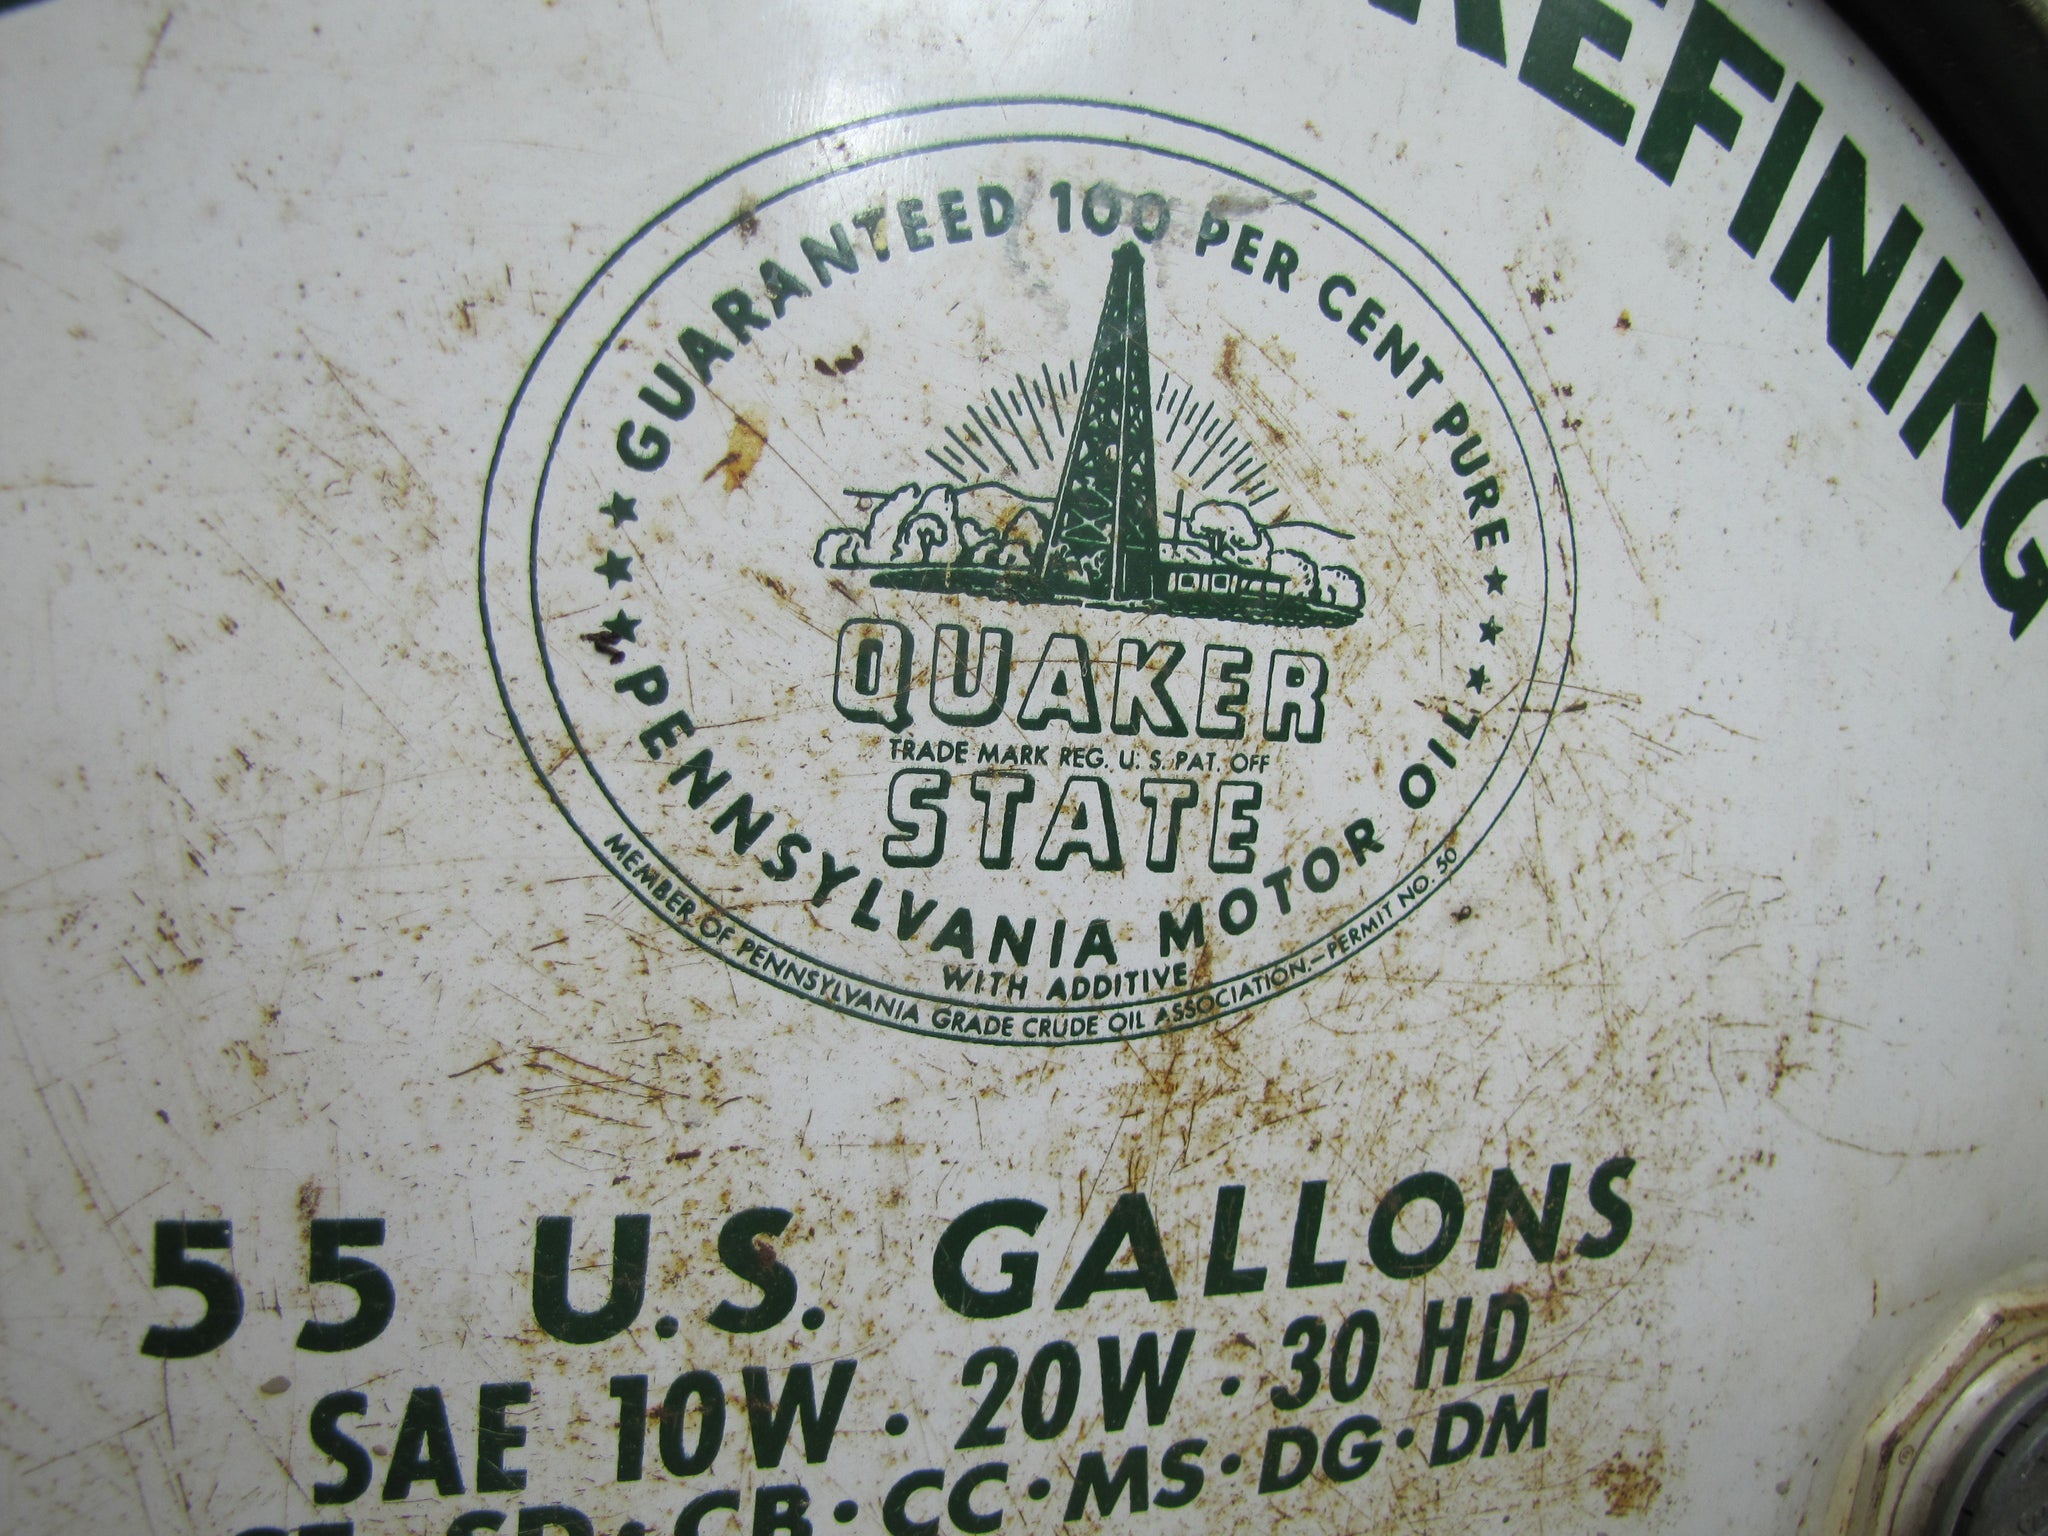 REFINING
GUARANTEED 100 PER CENT PURE
QUAKER
TRADE MARK REG. U. S. PAT. OFF
STATE
PENNSYLVANIA MOTOR OIL
WITH ADDITIVE
MEMBER OF PENNSYLVANIA GRADE CRUDE OIL ASSOCIATION.—PERMIT NO. 50
55 U.S. GALLONS
SAE 10W · 20W · 30 HD
SD · CB · CC · MS · DG · DM